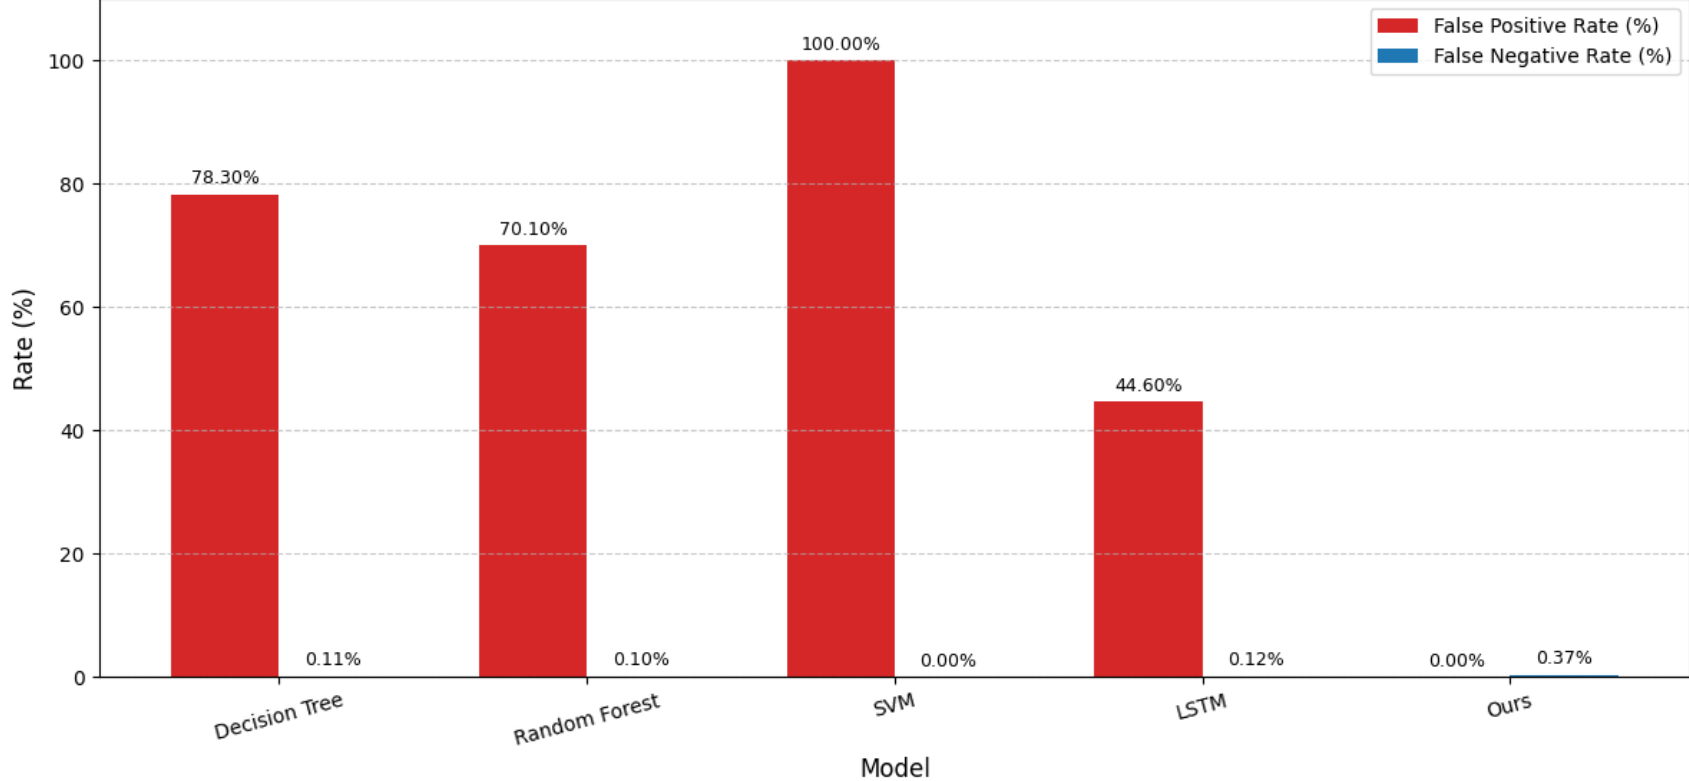 False Positive Rate (%)
False Negative Rate (%)
100.00%
100
78.30%
80
70.10%
60
44.60%
40
20
0.11%
0.10%
0.00%
0.12%
0.00%
0.37%
0
Rate (%)
Decision Tree
Random Forest
SVM
LSTM
Ours
Model